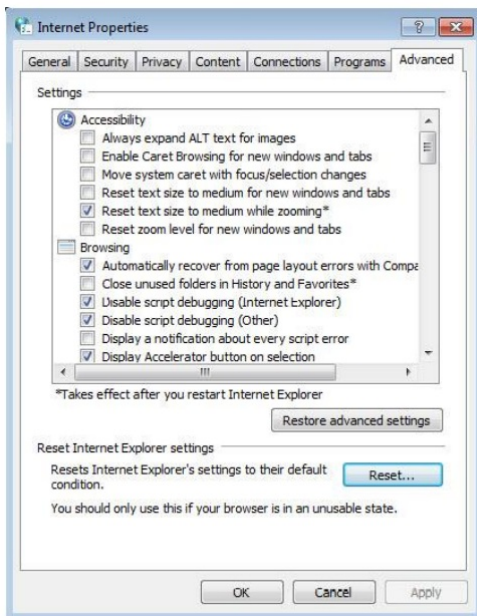 Internet Properties
General Security Privacy Content Connections Programs Advanced
Settings
Accessibility
Always expand ALT text for images
Enable Caret Browsing for new windows and tabs
Move system caret with focus/selection changes
Reset text size to medium for new windows and tabs
Reset text size to medium while zooming*
Reset zoom level for new windows and tabs
Browsing
Automatically recover from page layout errors with Compa
Close unused folders in History and Favorites*
Disable script debugging (Internet Explorer)
Disable script debugging (Other)
Display a notification about every script error
Display Accelerator button on selection
*Takes effect after you restart Internet Explorer
Restore advanced settings
Reset Internet Explorer settings
Resets Internet Explorer's settings to their default
condition.
Reset...
You should only use this if your browser is in an unusable state.
OK Cancel Apply